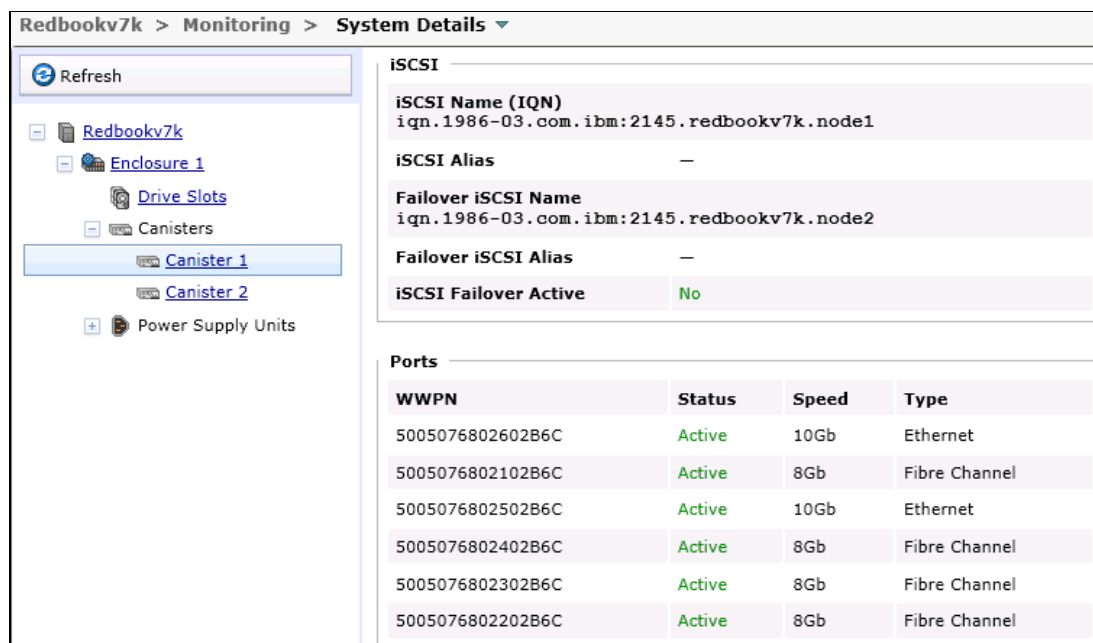 Redbookv7k > Monitoring > System Details
Refresh
Redbookv7k
Enclosure 1
Drive Slots
Canisters
Canister 1
Canister 2
Power Supply Units
iSCSI
iSCSI Name (IQN)
iqn.1986-03.com.ibm:2145.redbookv7k.node1
iSCSI Alias —
Failover iSCSI Name
iqn.1986-03.com.ibm:2145.redbookv7k.node2
Failover iSCSI Alias —
iSCSI Failover Active No
Ports
WWPN Status Speed Type
5005076802602B6C Active 10Gb Ethernet
5005076802102B6C Active 8Gb Fibre Channel
5005076802502B6C Active 10Gb Ethernet
5005076802402B6C Active 8Gb Fibre Channel
5005076802302B6C Active 8Gb Fibre Channel
5005076802202B6C Active 8Gb Fibre Channel